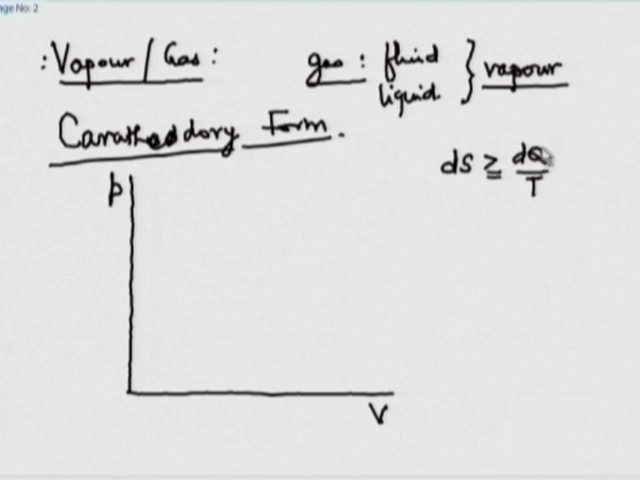 age No: 2
: Vapour / Gas :
gas : fluid
liquid } vapour
Caratheodory Form.
dS ≥ dQ/T
p
V